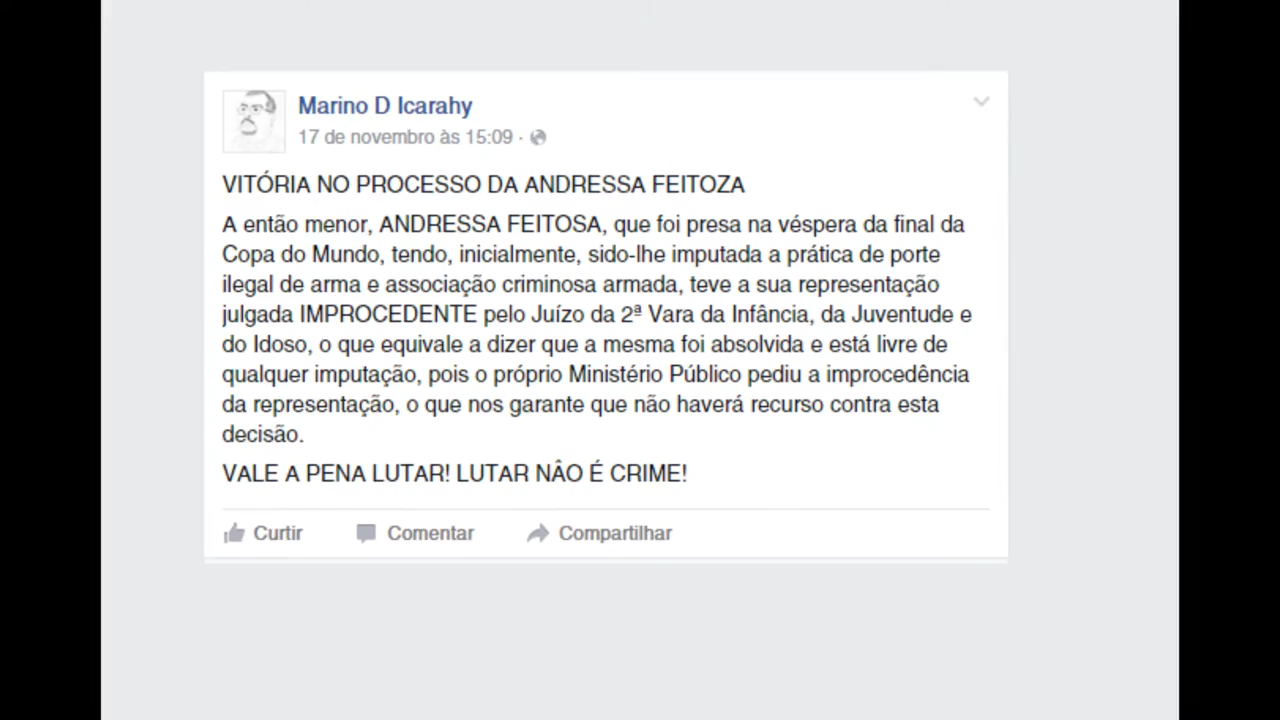 Marino D Icarahy
17 de novembro às 15:09 ·
VITÓRIA NO PROCESSO DA ANDRESSA FEITOZA
A então menor, ANDRESSA FEITOSA, que foi presa na véspera da final da
Copa do Mundo, tendo, inicialmente, sido-lhe imputada a prática de porte
ilegal de arma e associação criminosa armada, teve a sua representação
julgada IMPROCEDENTE pelo Juízo da 2ª Vara da Infância, da Juventude e
do Idoso, o que equivale a dizer que a mesma foi absolvida e está livre de
qualquer imputação, pois o próprio Ministério Público pediu a improcedência
da representação, o que nos garante que não haverá recurso contra esta
decisão.
VALE A PENA LUTAR! LUTAR NÂO É CRIME!
Curtir Comentar Compartilhar